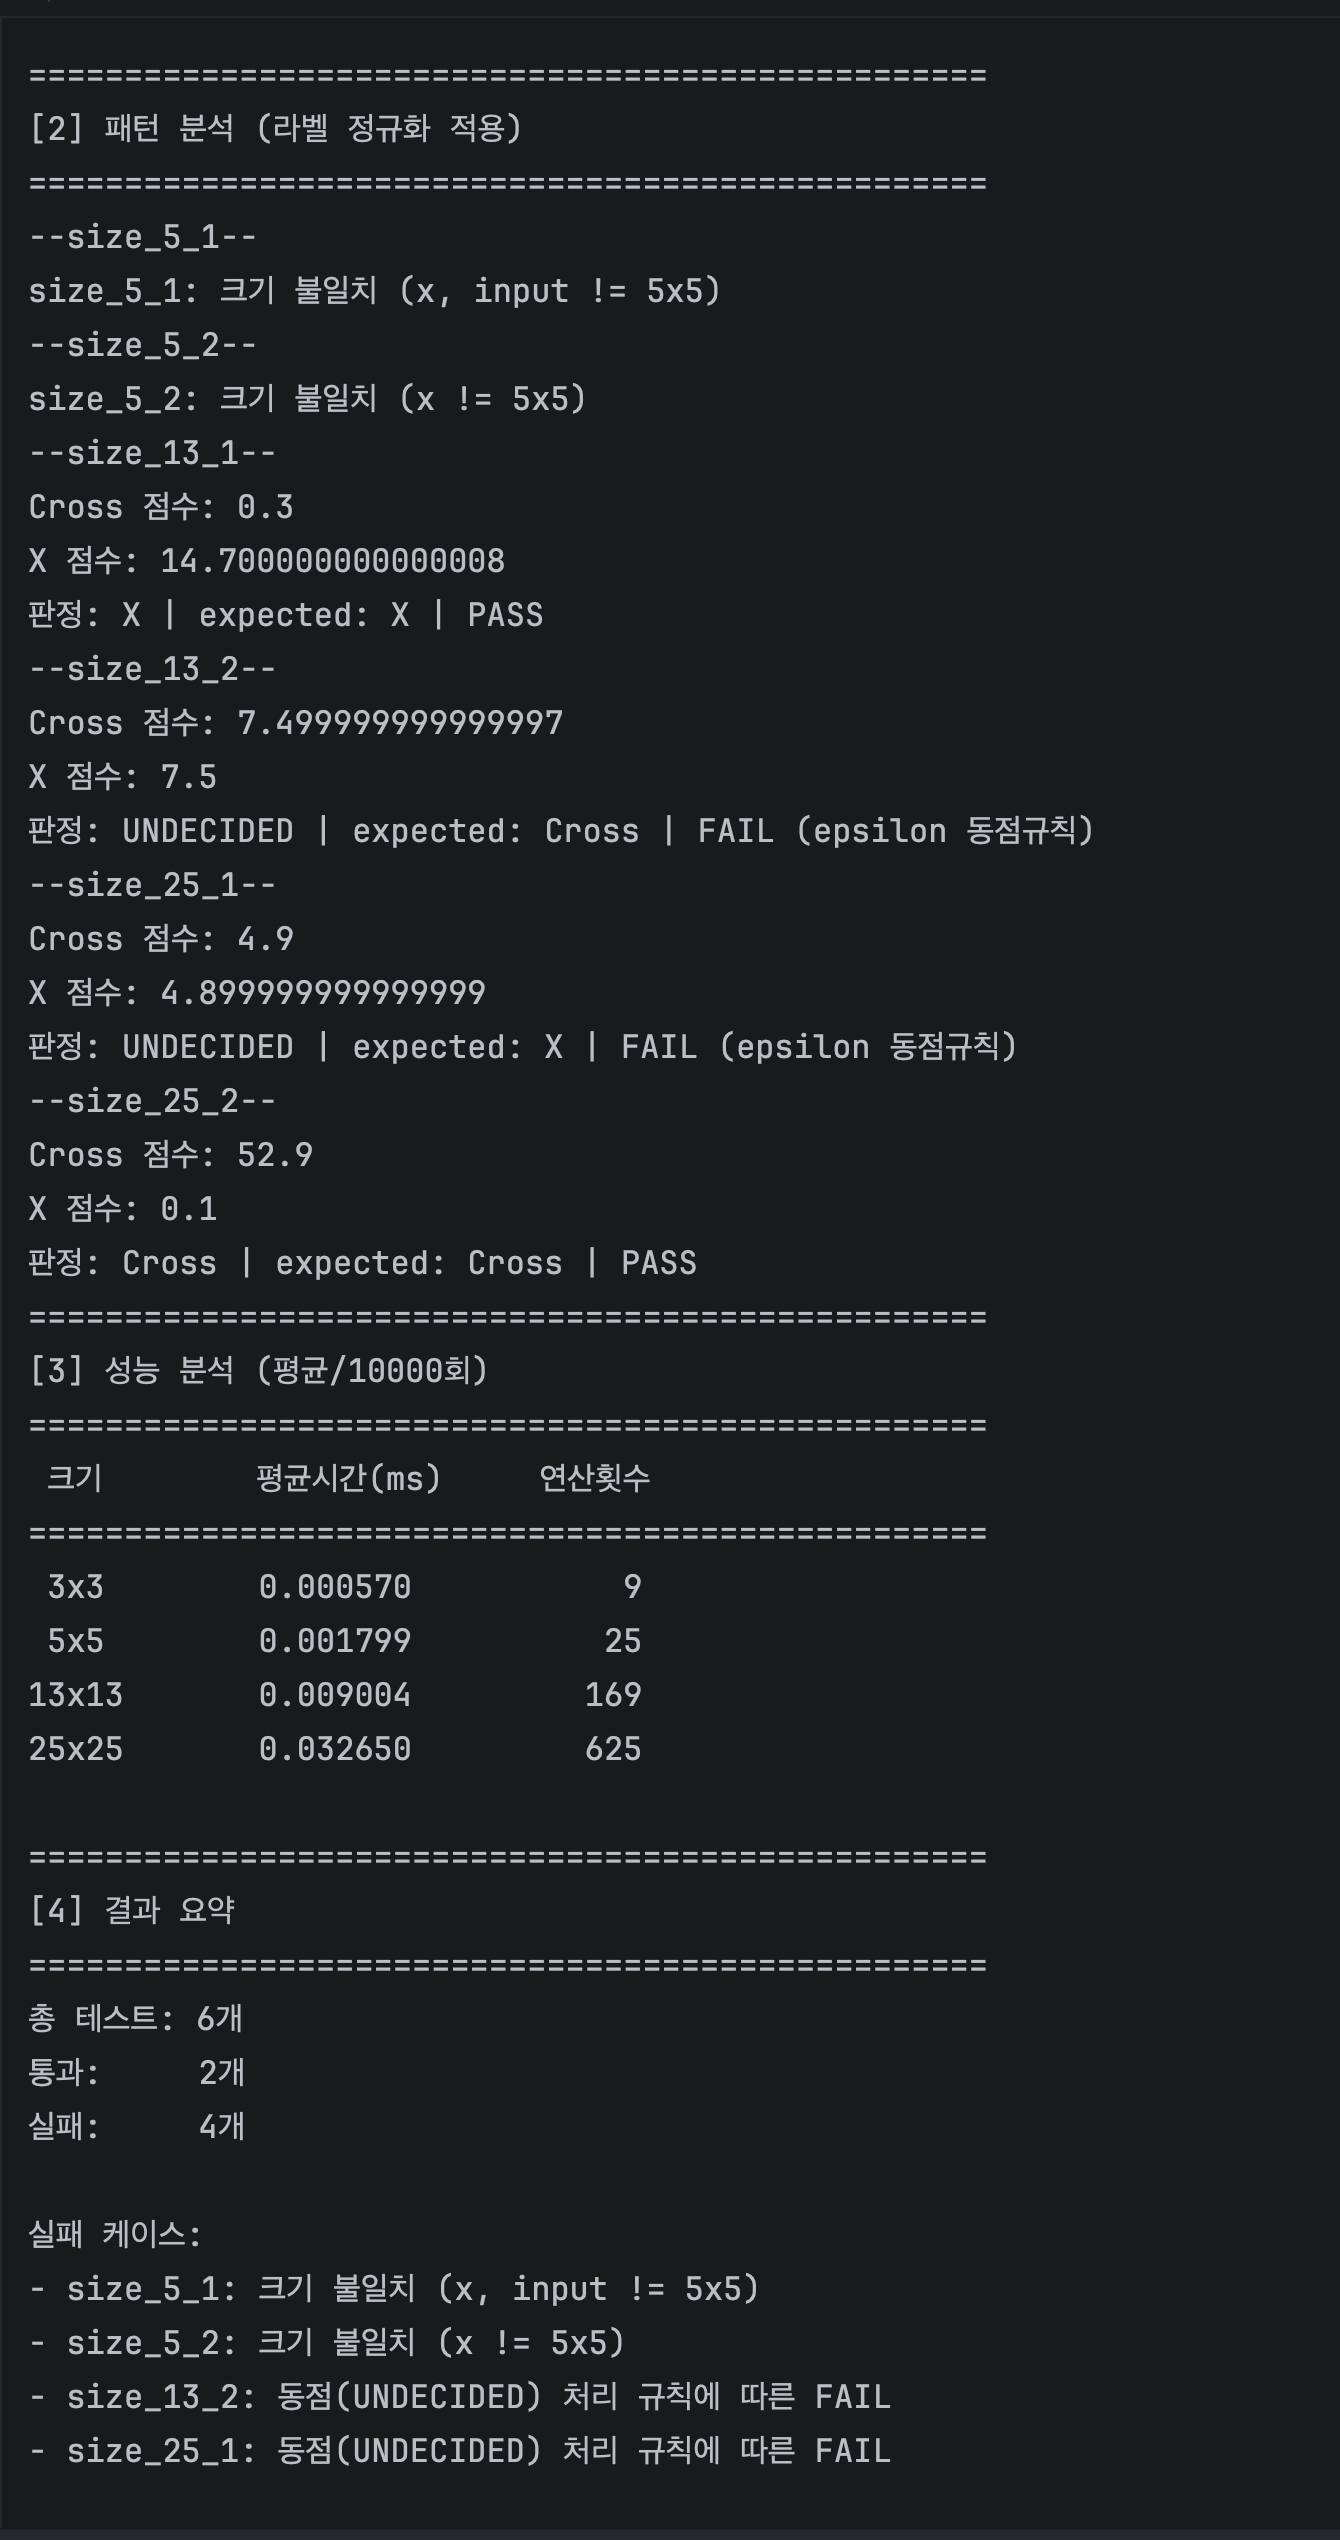 ==================================================
[2] 패턴 분석 (라벨 정규화 적용)
==================================================
--size_5_1--
size_5_1: 크기 불일치 (x, input != 5x5)
--size_5_2--
size_5_2: 크기 불일치 (x != 5x5)
--size_13_1--
Cross 점수: 0.3
X 점수: 14.700000000000008
판정: X | expected: X | PASS
--size_13_2--
Cross 점수: 7.499999999999997
X 점수: 7.5
판정: UNDECIDED | expected: Cross | FAIL (epsilon 동점규칙)
--size_25_1--
Cross 점수: 4.9
X 점수: 4.899999999999999
판정: UNDECIDED | expected: X | FAIL (epsilon 동점규칙)
--size_25_2--
Cross 점수: 52.9
X 점수: 0.1
판정: Cross | expected: Cross | PASS
==================================================
[3] 성능 분석 (평균/10000회)
==================================================
크기 평균시간(ms) 연산횟수
==================================================
3x3 0.000570 9
5x5 0.001799 25
13x13 0.009004 169
25x25 0.032650 625
==================================================
[4] 결과 요약
==================================================
총 테스트: 6개
통과: 2개
실패: 4개
실패 케이스:
- size_5_1: 크기 불일치 (x, input != 5x5)
- size_5_2: 크기 불일치 (x != 5x5)
- size_13_2: 동점(UNDECIDED) 처리 규칙에 따른 FAIL
- size_25_1: 동점(UNDECIDED) 처리 규칙에 따른 FAIL